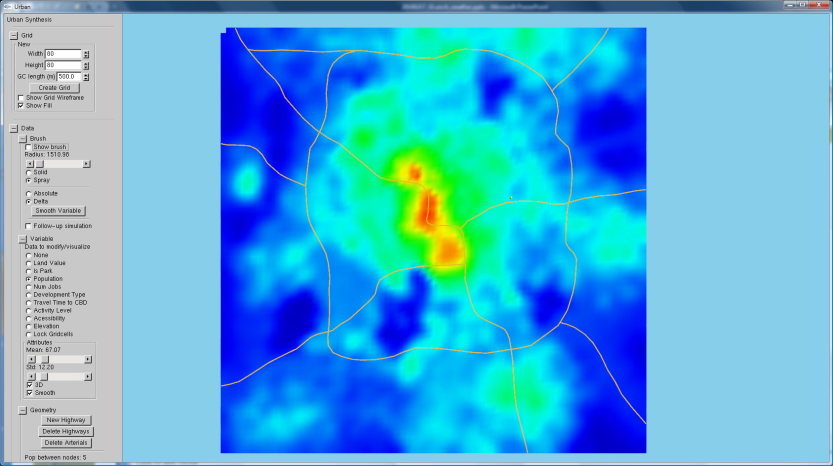 Urban
Urban Synthesis
Grid
New
Width 80
Height 80
GC length (m) 500.0
Create Grid
Show Grid Wireframe
Show Fill
Data
Brush
Show brush
Radius: 1510.98
Solid
Spray
Absolute
Delta
Smooth Variable
Follow-up simulation
Variable
Data to modify/visualize
None
Land Value
Is Park
Population
Num Jobs
Development Type
Travel Time to CBD
Activity Level
Acessibility
Elevation
Lock Gridcells
Attributes
Mean: 67.07
Std: 12.20
3D
Smooth
Geometry
New Highway
Delete Highways
Delete Arterials
Pop between nodes: 5